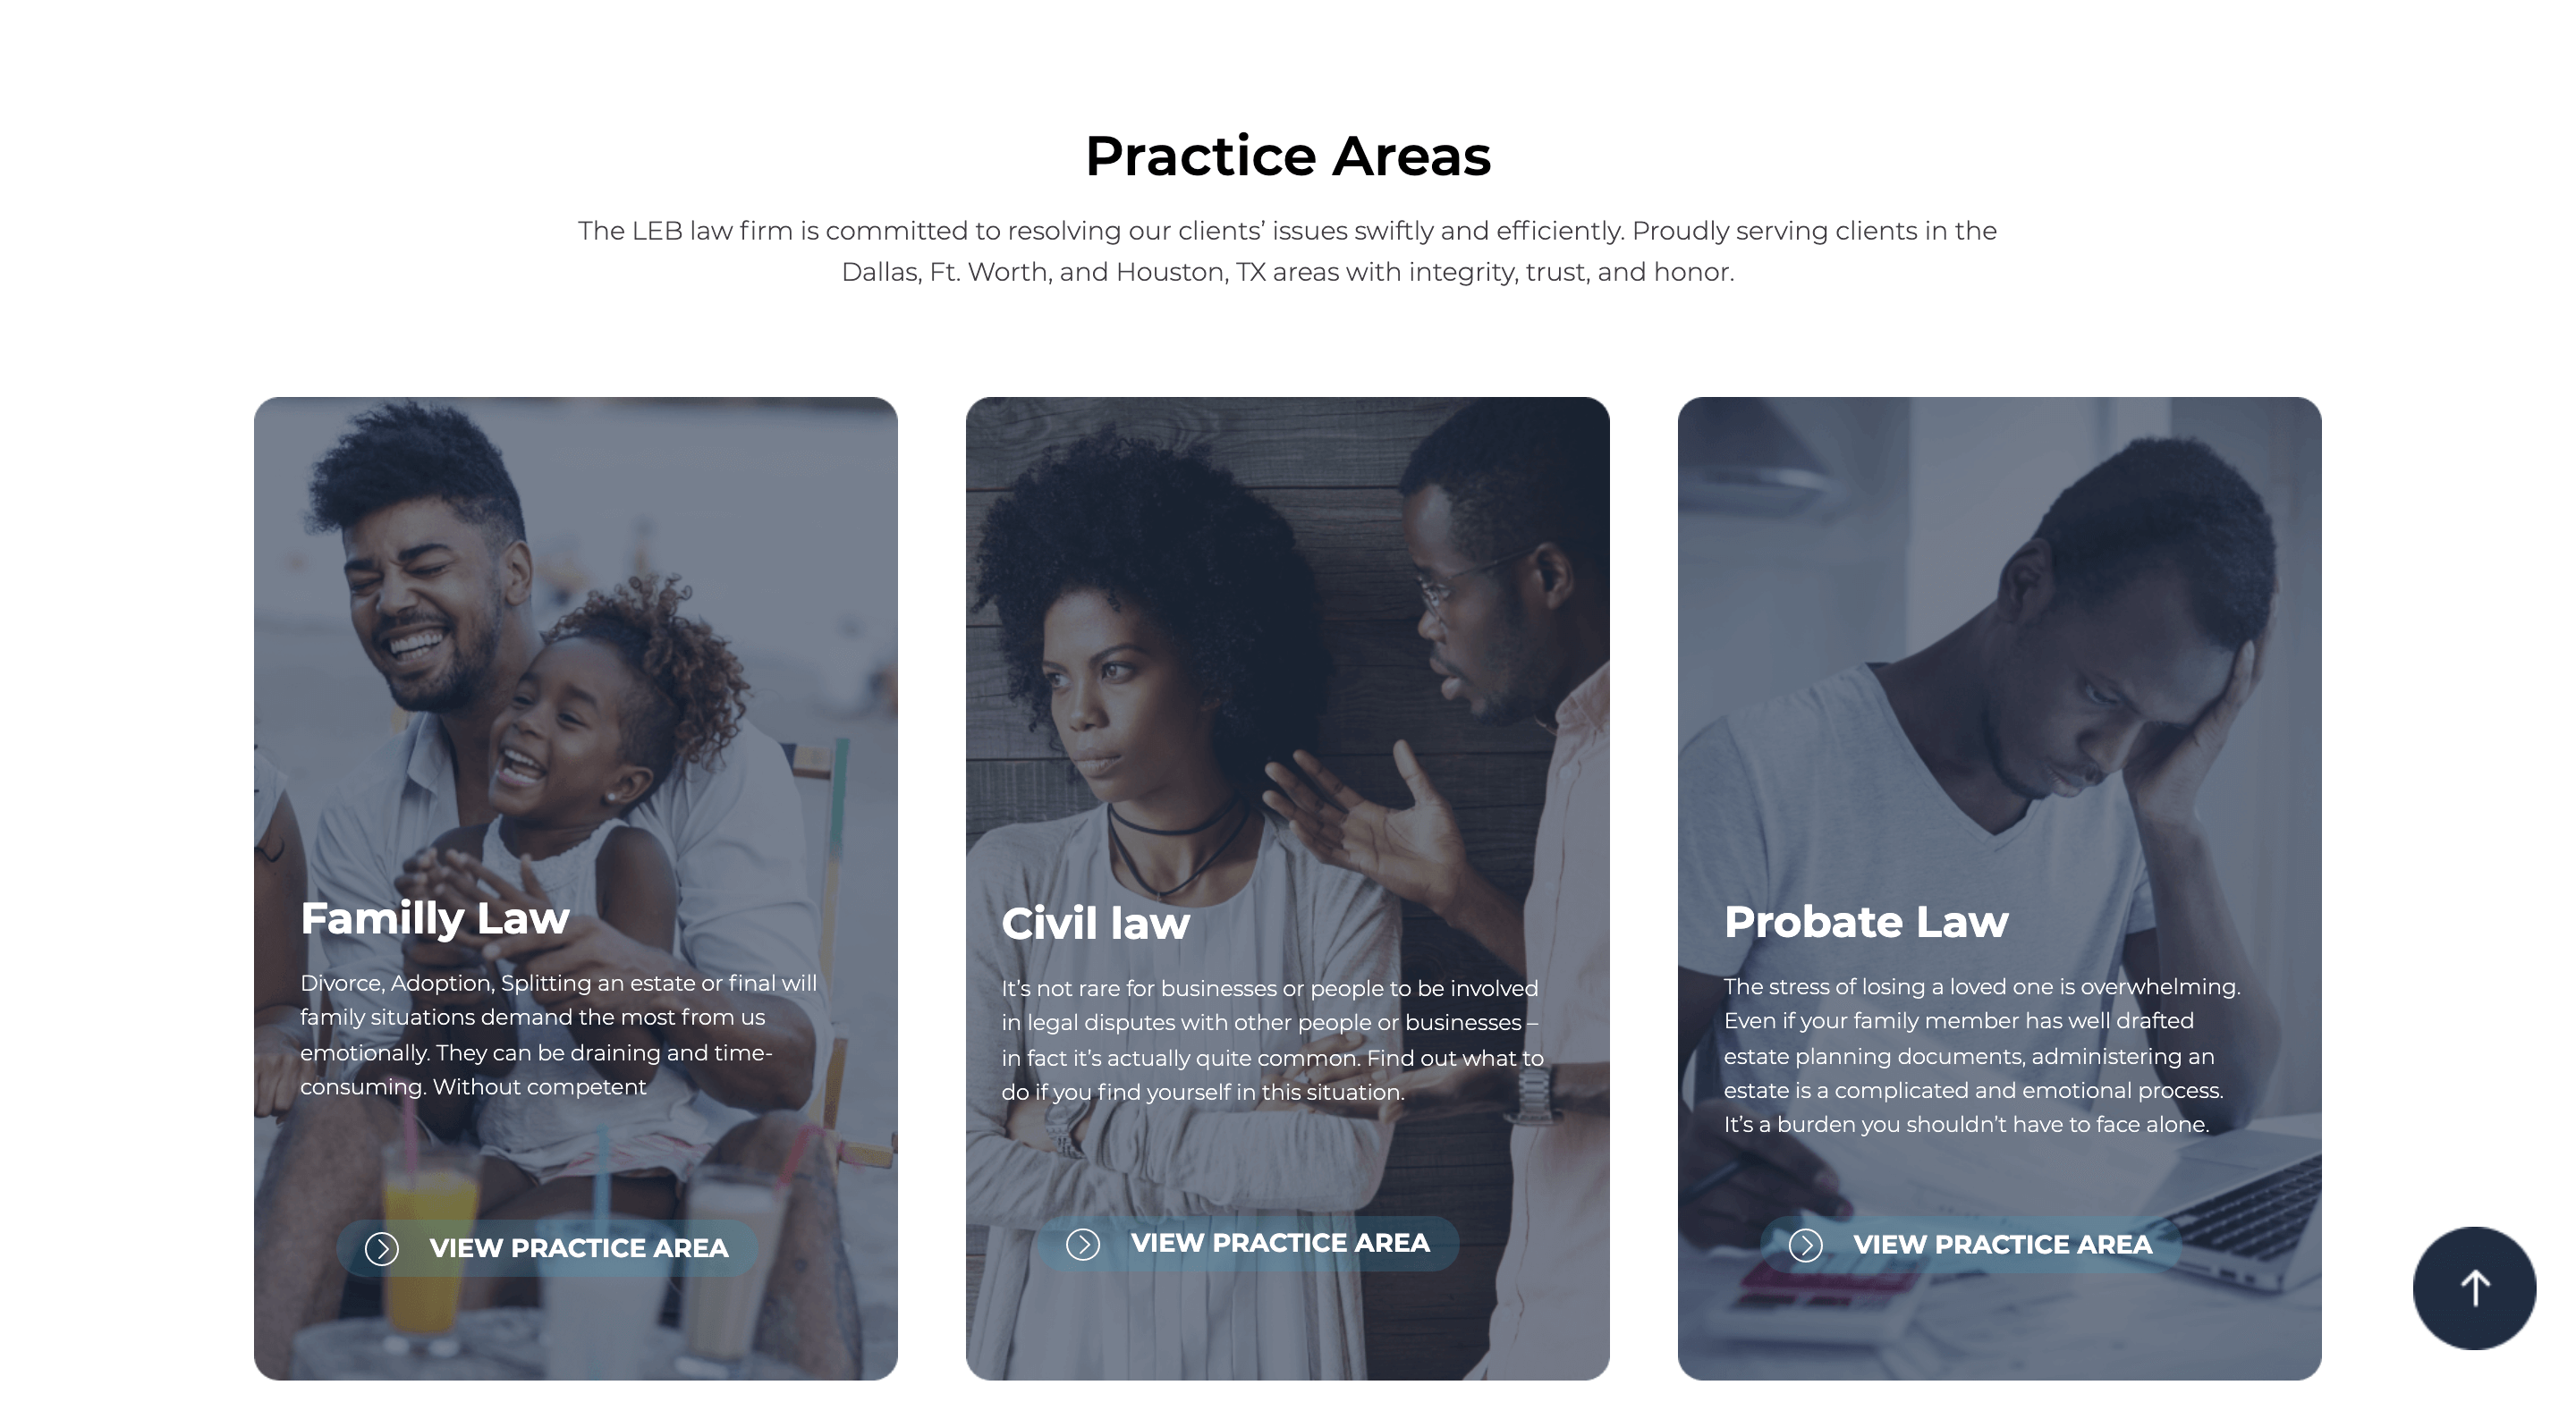 Practice Areas
The LEB law firm is committed to resolving our clients’ issues swiftly and efficiently. Proudly serving clients in the
Dallas, Ft. Worth, and Houston, TX areas with integrity, trust, and honor.
Familly Law
Divorce, Adoption, Splitting an estate or final will
family situations demand the most from us
emotionally. They can be draining and time-
consuming. Without competent
VIEW PRACTICE AREA
Civil law
It’s not rare for businesses or people to be involved
in legal disputes with other people or businesses –
in fact it’s actually quite common. Find out what to
do if you find yourself in this situation.
VIEW PRACTICE AREA
Probate Law
The stress of losing a loved one is overwhelming.
Even if your family member has well drafted
estate planning documents, administering an
estate is a complicated and emotional process.
It’s a burden you shouldn’t have to face alone.
VIEW PRACTICE AREA